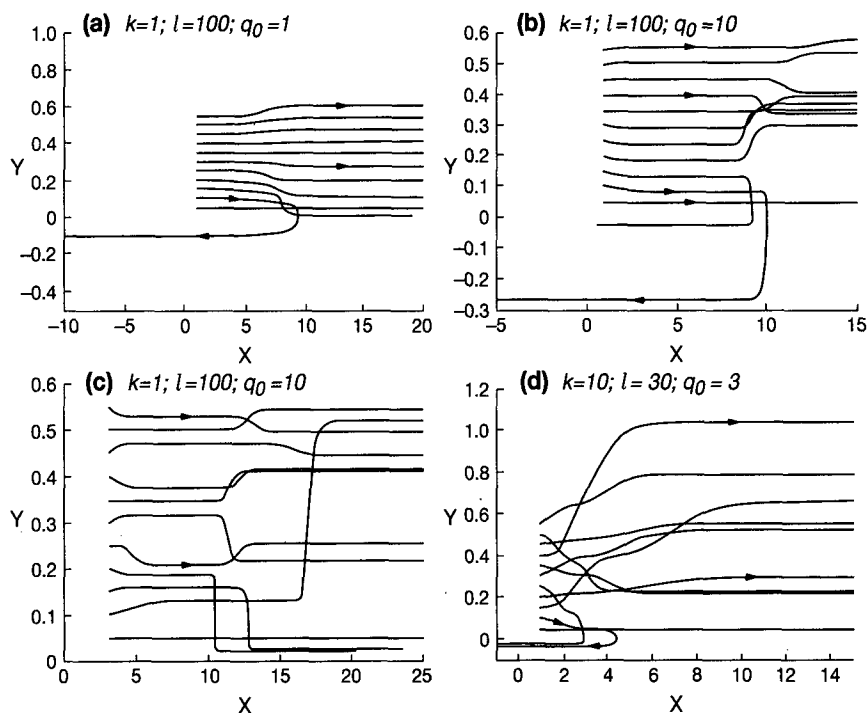 (a) k=1; l=100; q0=1
1.0
0.8
0.6
Y 0.4
0.2
0
−0.2
−0.4
−10 −5 0 5 10 15 20
X
(b) k=1; l=100; q0=10
0.6
0.5
0.4
0.3
Y 0.2
0.1
0
−0.1
−0.2
−0.3
−5 0 5 10 15
X
(c) k=1; l=100; q0=10
0.6
0.5
0.4
0.3
Y
0.2
0.1
0
0 5 10 15 20 25
X
(d) k=10; l=30; q0=3
1.2
1.0
0.8
0.6
Y
0.4
0.2
0
0 2 4 6 8 10 12 14
X